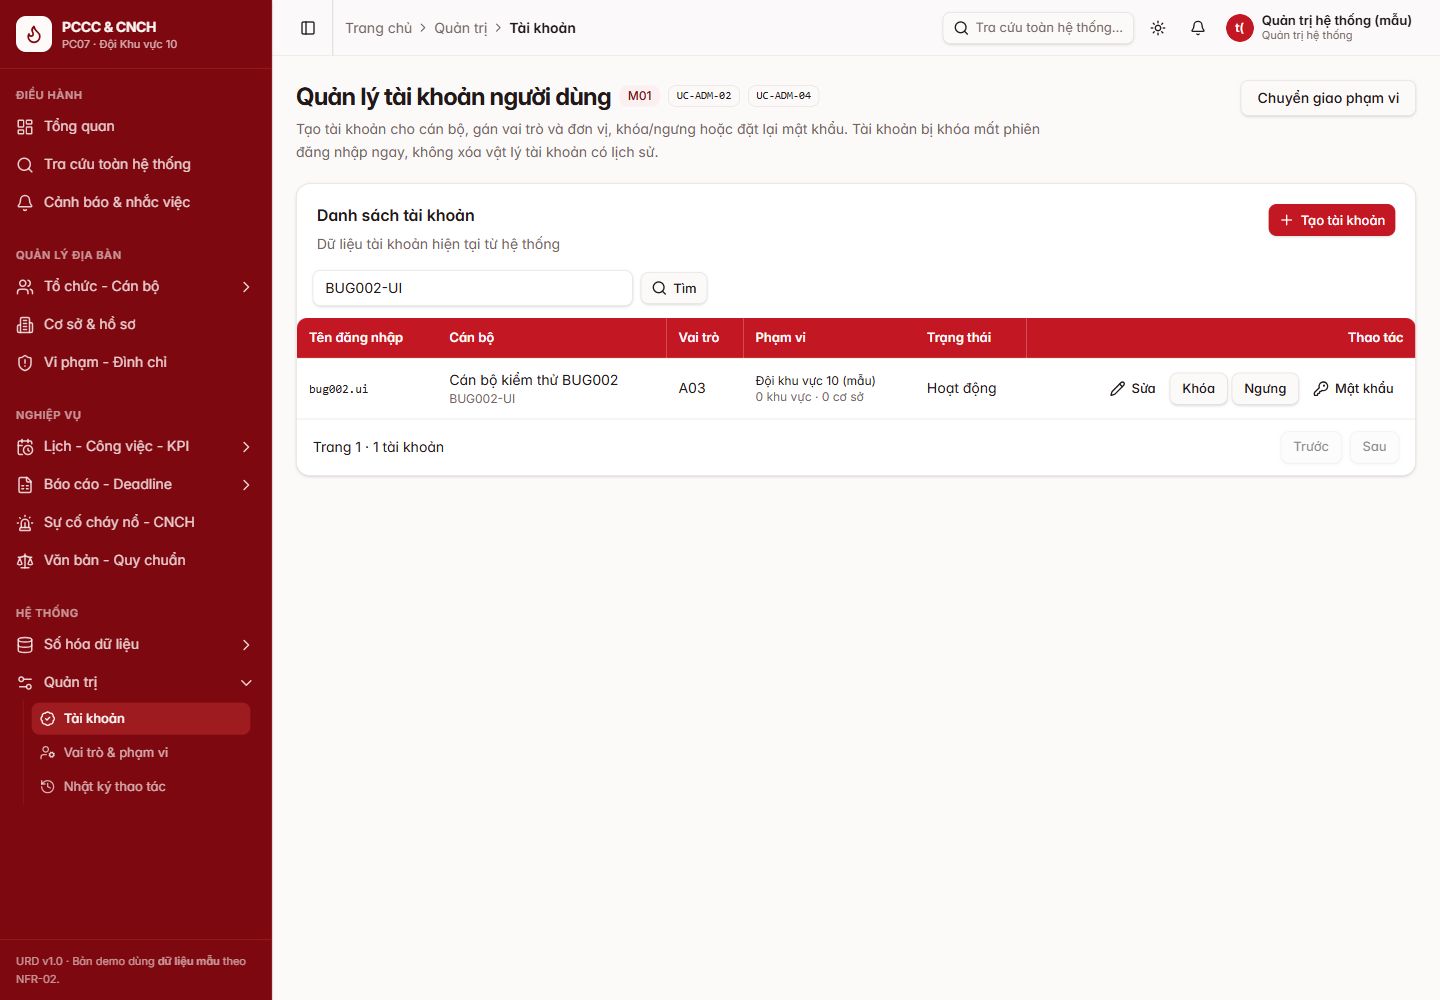 PCCC & CNCH
PC07 · Đội Khu vực 10
ĐIỀU HÀNH
Tổng quan
Tra cứu toàn hệ thống
Cảnh báo & nhắc việc
QUẢN LÝ ĐỊA BÀN
Tổ chức - Cán bộ
Cơ sở & hồ sơ
Vi phạm - Đình chỉ
NGHIỆP VỤ
Lịch - Công việc - KPI
Báo cáo - Deadline
Sự cố cháy nổ - CNCH
Văn bản - Quy chuẩn
HỆ THỐNG
Số hóa dữ liệu
Quản trị
Tài khoản
Vai trò & phạm vi
Nhật ký thao tác
URD v1.0 · Bản demo dùng dữ liệu mẫu theo
NFR-02.
Trang chủ > Quản trị > Tài khoản
Tra cứu toàn hệ thống...
t(
Quản trị hệ thống (mẫu)
Quản trị hệ thống
Quản lý tài khoản người dùng M01 UC-ADM-02 UC-ADM-04
Chuyển giao phạm vi
Tạo tài khoản cho cán bộ, gán vai trò và đơn vị, khóa/ngưng hoặc đặt lại mật khẩu. Tài khoản bị khóa mất phiên
đăng nhập ngay, không xóa vật lý tài khoản có lịch sử.
Danh sách tài khoản
Dữ liệu tài khoản hiện tại từ hệ thống
Tạo tài khoản
BUG002-UI
Tìm
Tên đăng nhập Cán bộ Vai trò Phạm vi Trạng thái Thao tác
bug002.ui
Cán bộ kiểm thử BUG002
BUG002-UI
A03
Đội khu vực 10 (mẫu)
0 khu vực · 0 cơ sở
Hoạt động
Sửa Khóa Ngưng Mật khẩu
Trang 1 · 1 tài khoản
Trước Sau